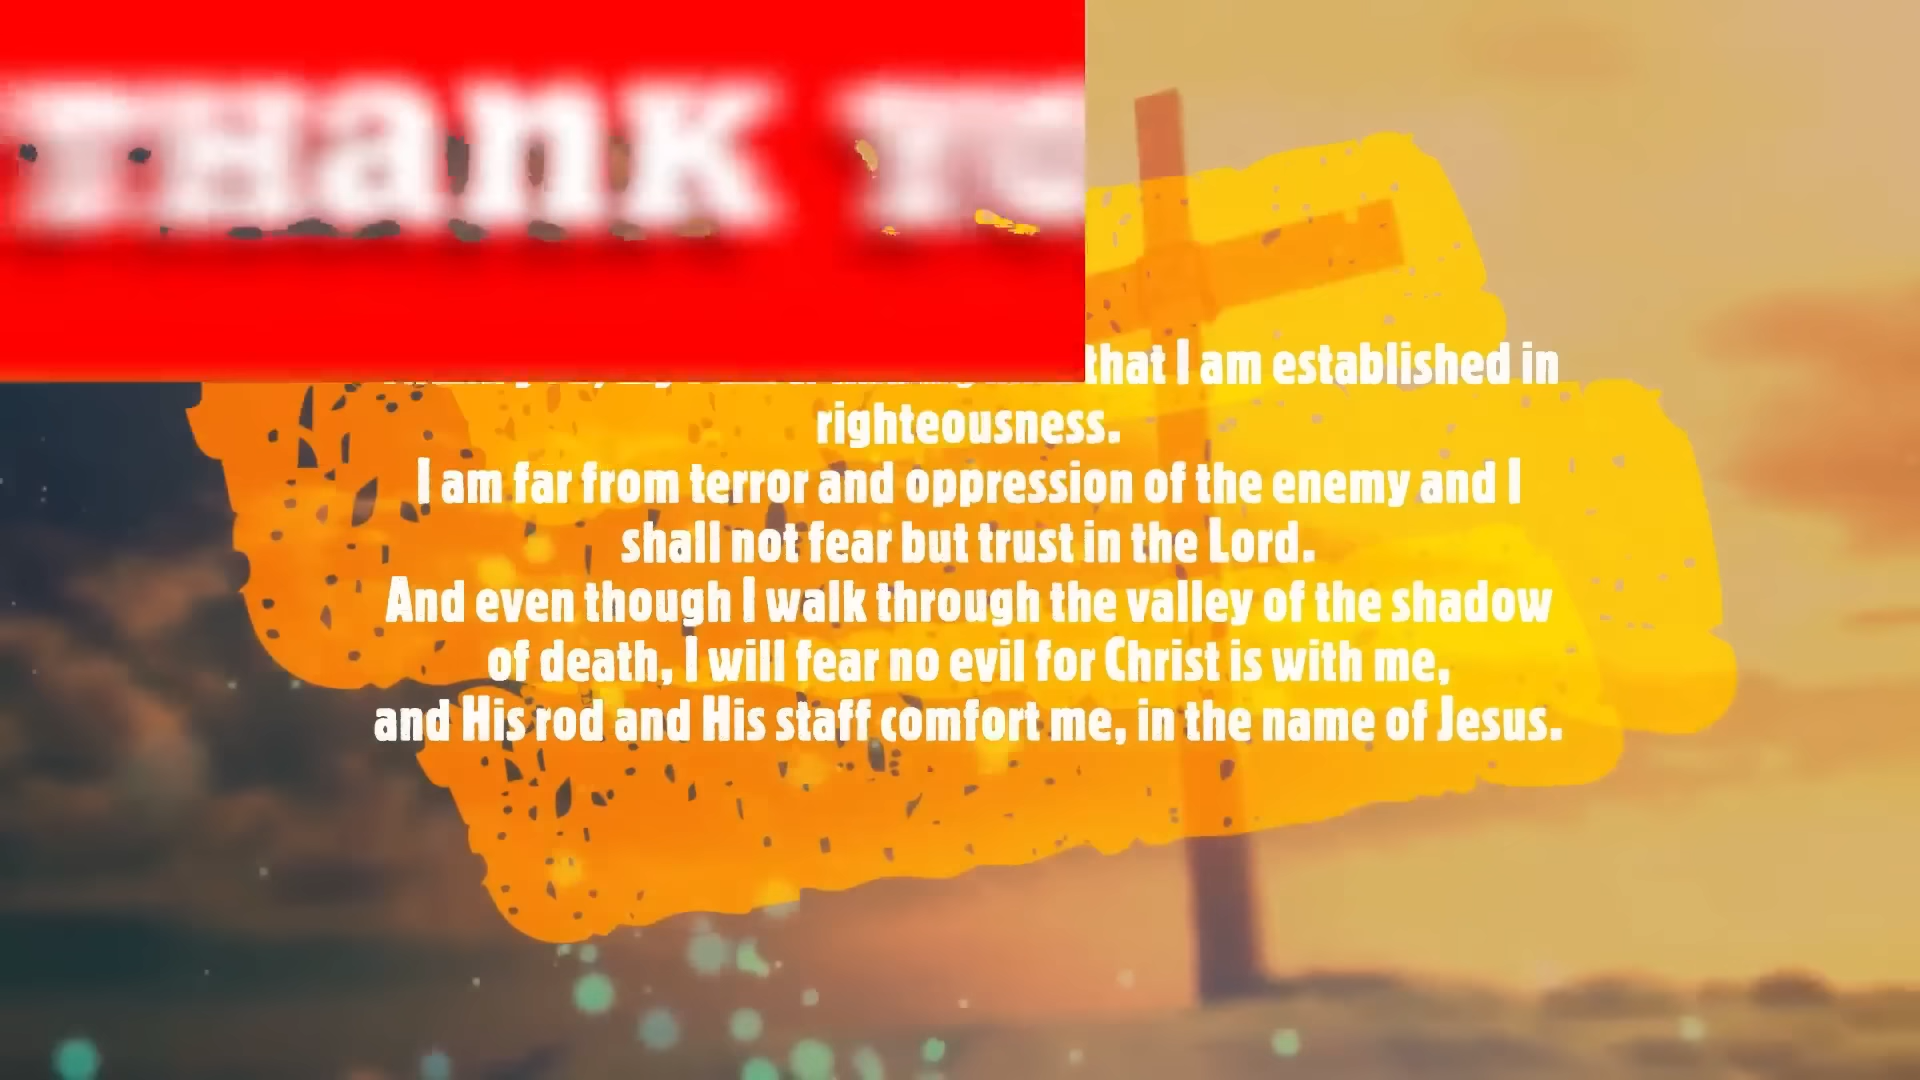 THanK YO
that I am established in
righteousness.
I am far from terror and oppression of the enemy and I
shall not fear but trust in the Lord.
And even though I walk through the valley of the shadow
of death, I will fear no evil for Christ is with me,
and His rod and His staff comfort me, in the name of Jesus.